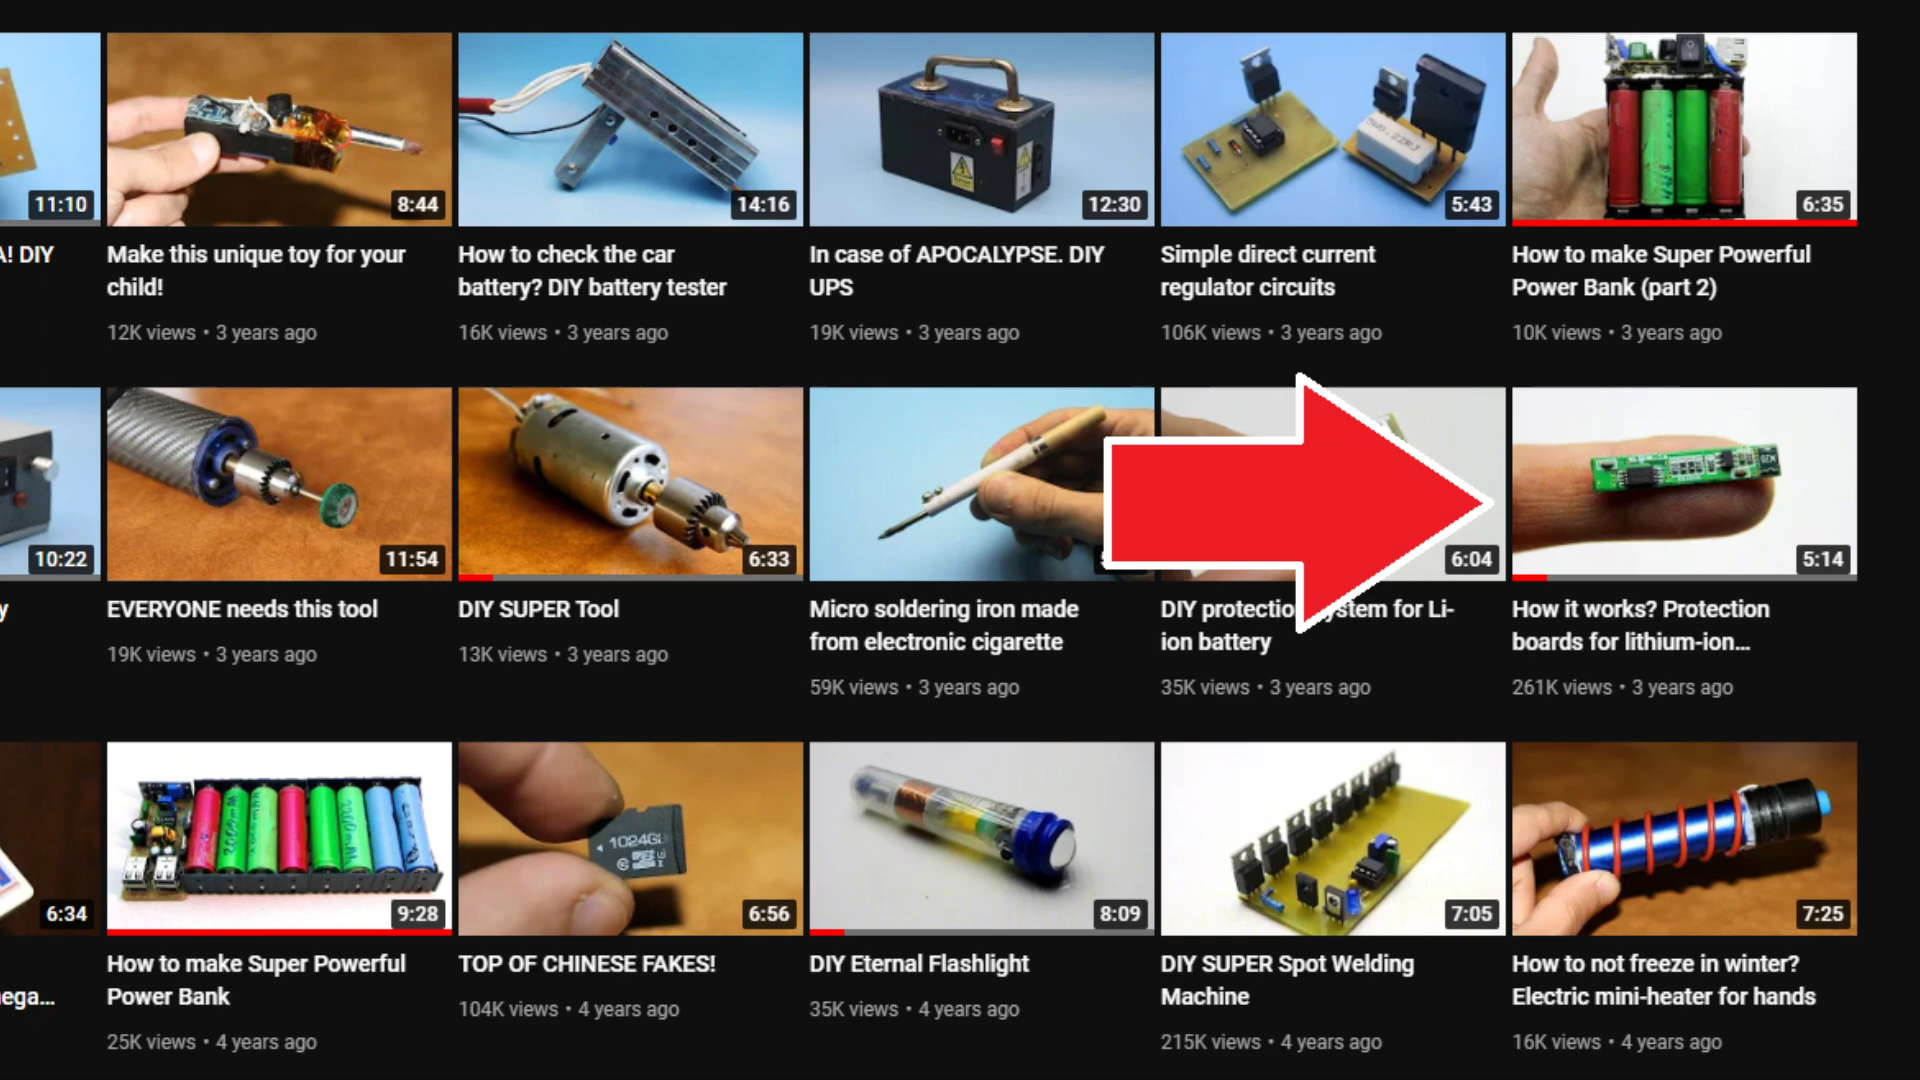 11:10
8:44
14:16
12:30
5:43
6:35
A! DIY
Make this unique toy for your
child!
12K views • 3 years ago
How to check the car
battery? DIY battery tester
16K views • 3 years ago
In case of APOCALYPSE. DIY
UPS
19K views • 3 years ago
Simple direct current
regulator circuits
106K views • 3 years ago
How to make Super Powerful
Power Bank (part 2)
10K views • 3 years ago
10:22
11:54
6:33
6:04
5:14
y
EVERYONE needs this tool
19K views • 3 years ago
DIY SUPER Tool
13K views • 3 years ago
Micro soldering iron made
from electronic cigarette
59K views • 3 years ago
DIY protection system for Li-
ion battery
35K views • 3 years ago
How it works? Protection
boards for lithium-ion...
261K views • 3 years ago
1024G
6:34
9:28
6:56
8:09
7:05
7:25
nega...
How to make Super Powerful
Power Bank
25K views • 4 years ago
TOP OF CHINESE FAKES!
104K views • 4 years ago
DIY Eternal Flashlight
35K views • 4 years ago
DIY SUPER Spot Welding
Machine
215K views • 4 years ago
How to not freeze in winter?
Electric mini-heater for hands
16K views • 4 years ago